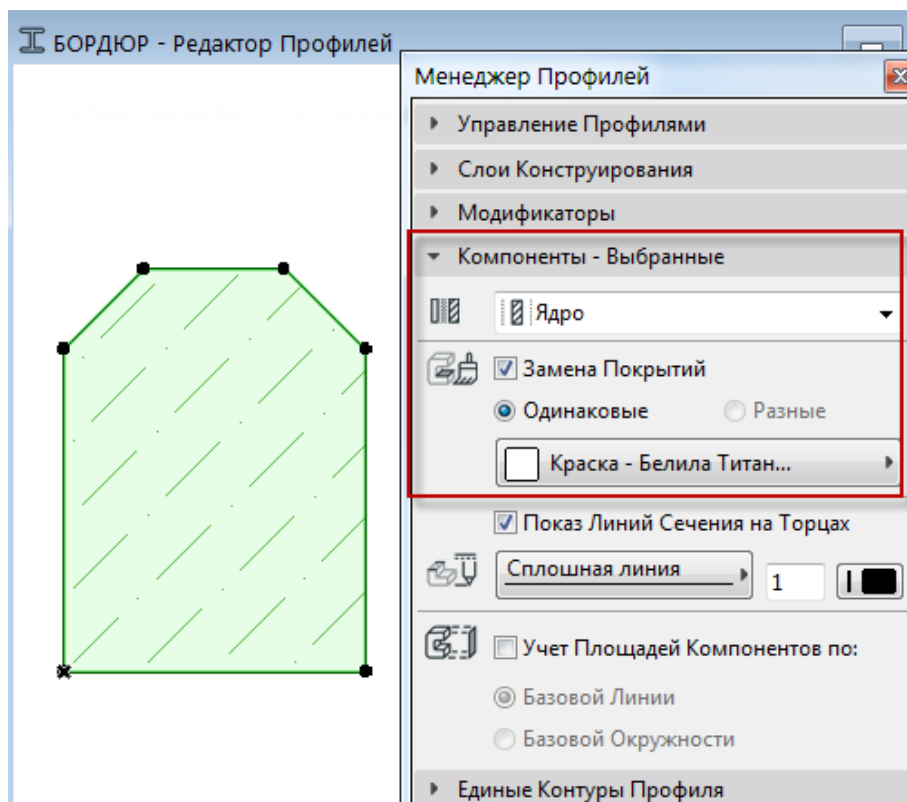 БОРДЮР - Редактор Профилей
Менеджер Профилей
Управление Профилями
Слои Конструирования
Модификаторы
Компоненты - Выбранные
Ядро
Замена Покрытий
Одинаковые Разные
Краска - Белила Титан...
Показ Линий Сечения на Торцах
Сплошная линия 1
Учет Площадей Компонентов по:
Базовой Линии
Базовой Окружности
Единые Контуры Профиля